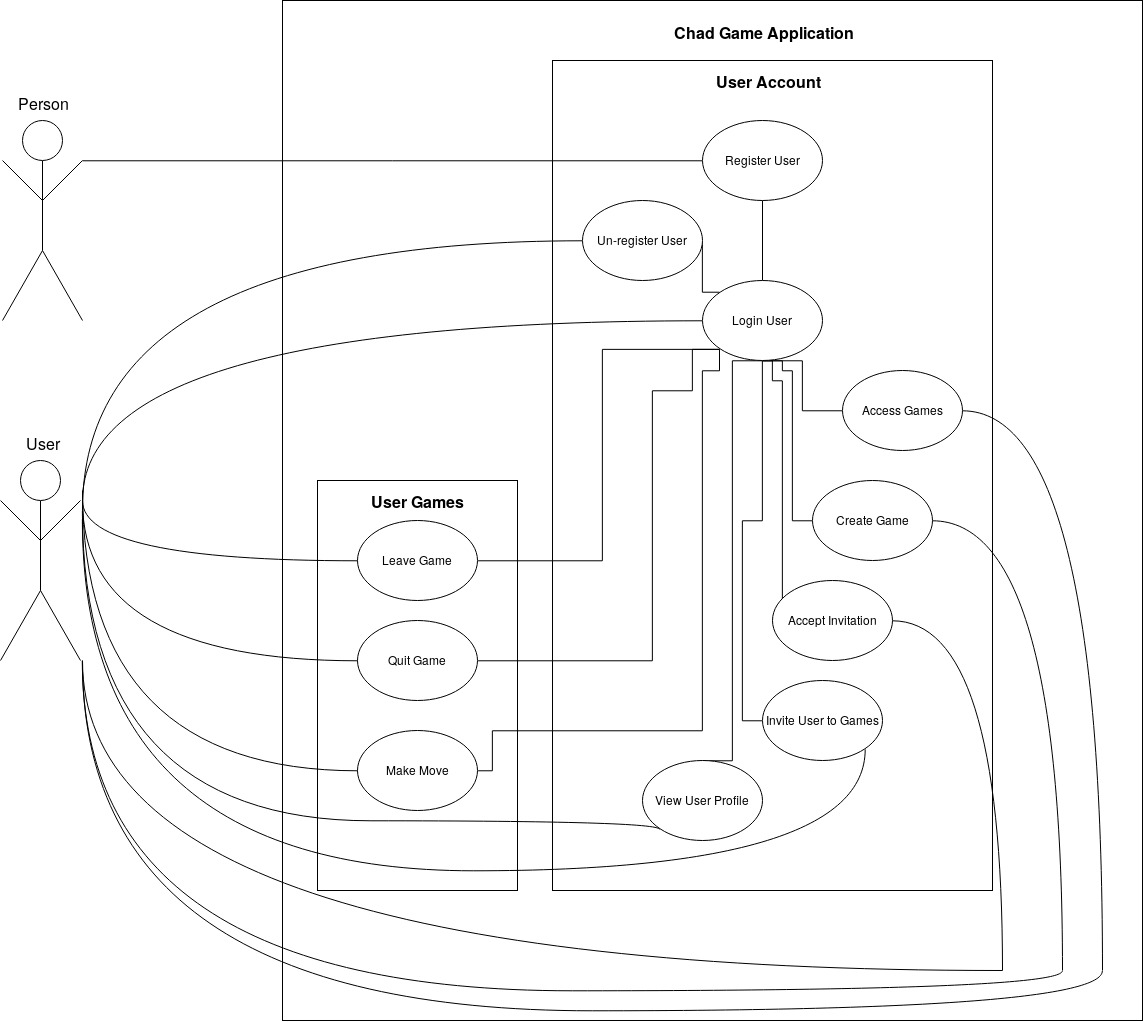 Chad Game Application
User Account
Person
Register User
Un-register User
Login User
Access Games
User
User Games
Leave Game
Create Game
Accept Invitation
Quit Game
Invite User to Games
Make Move
View User Profile